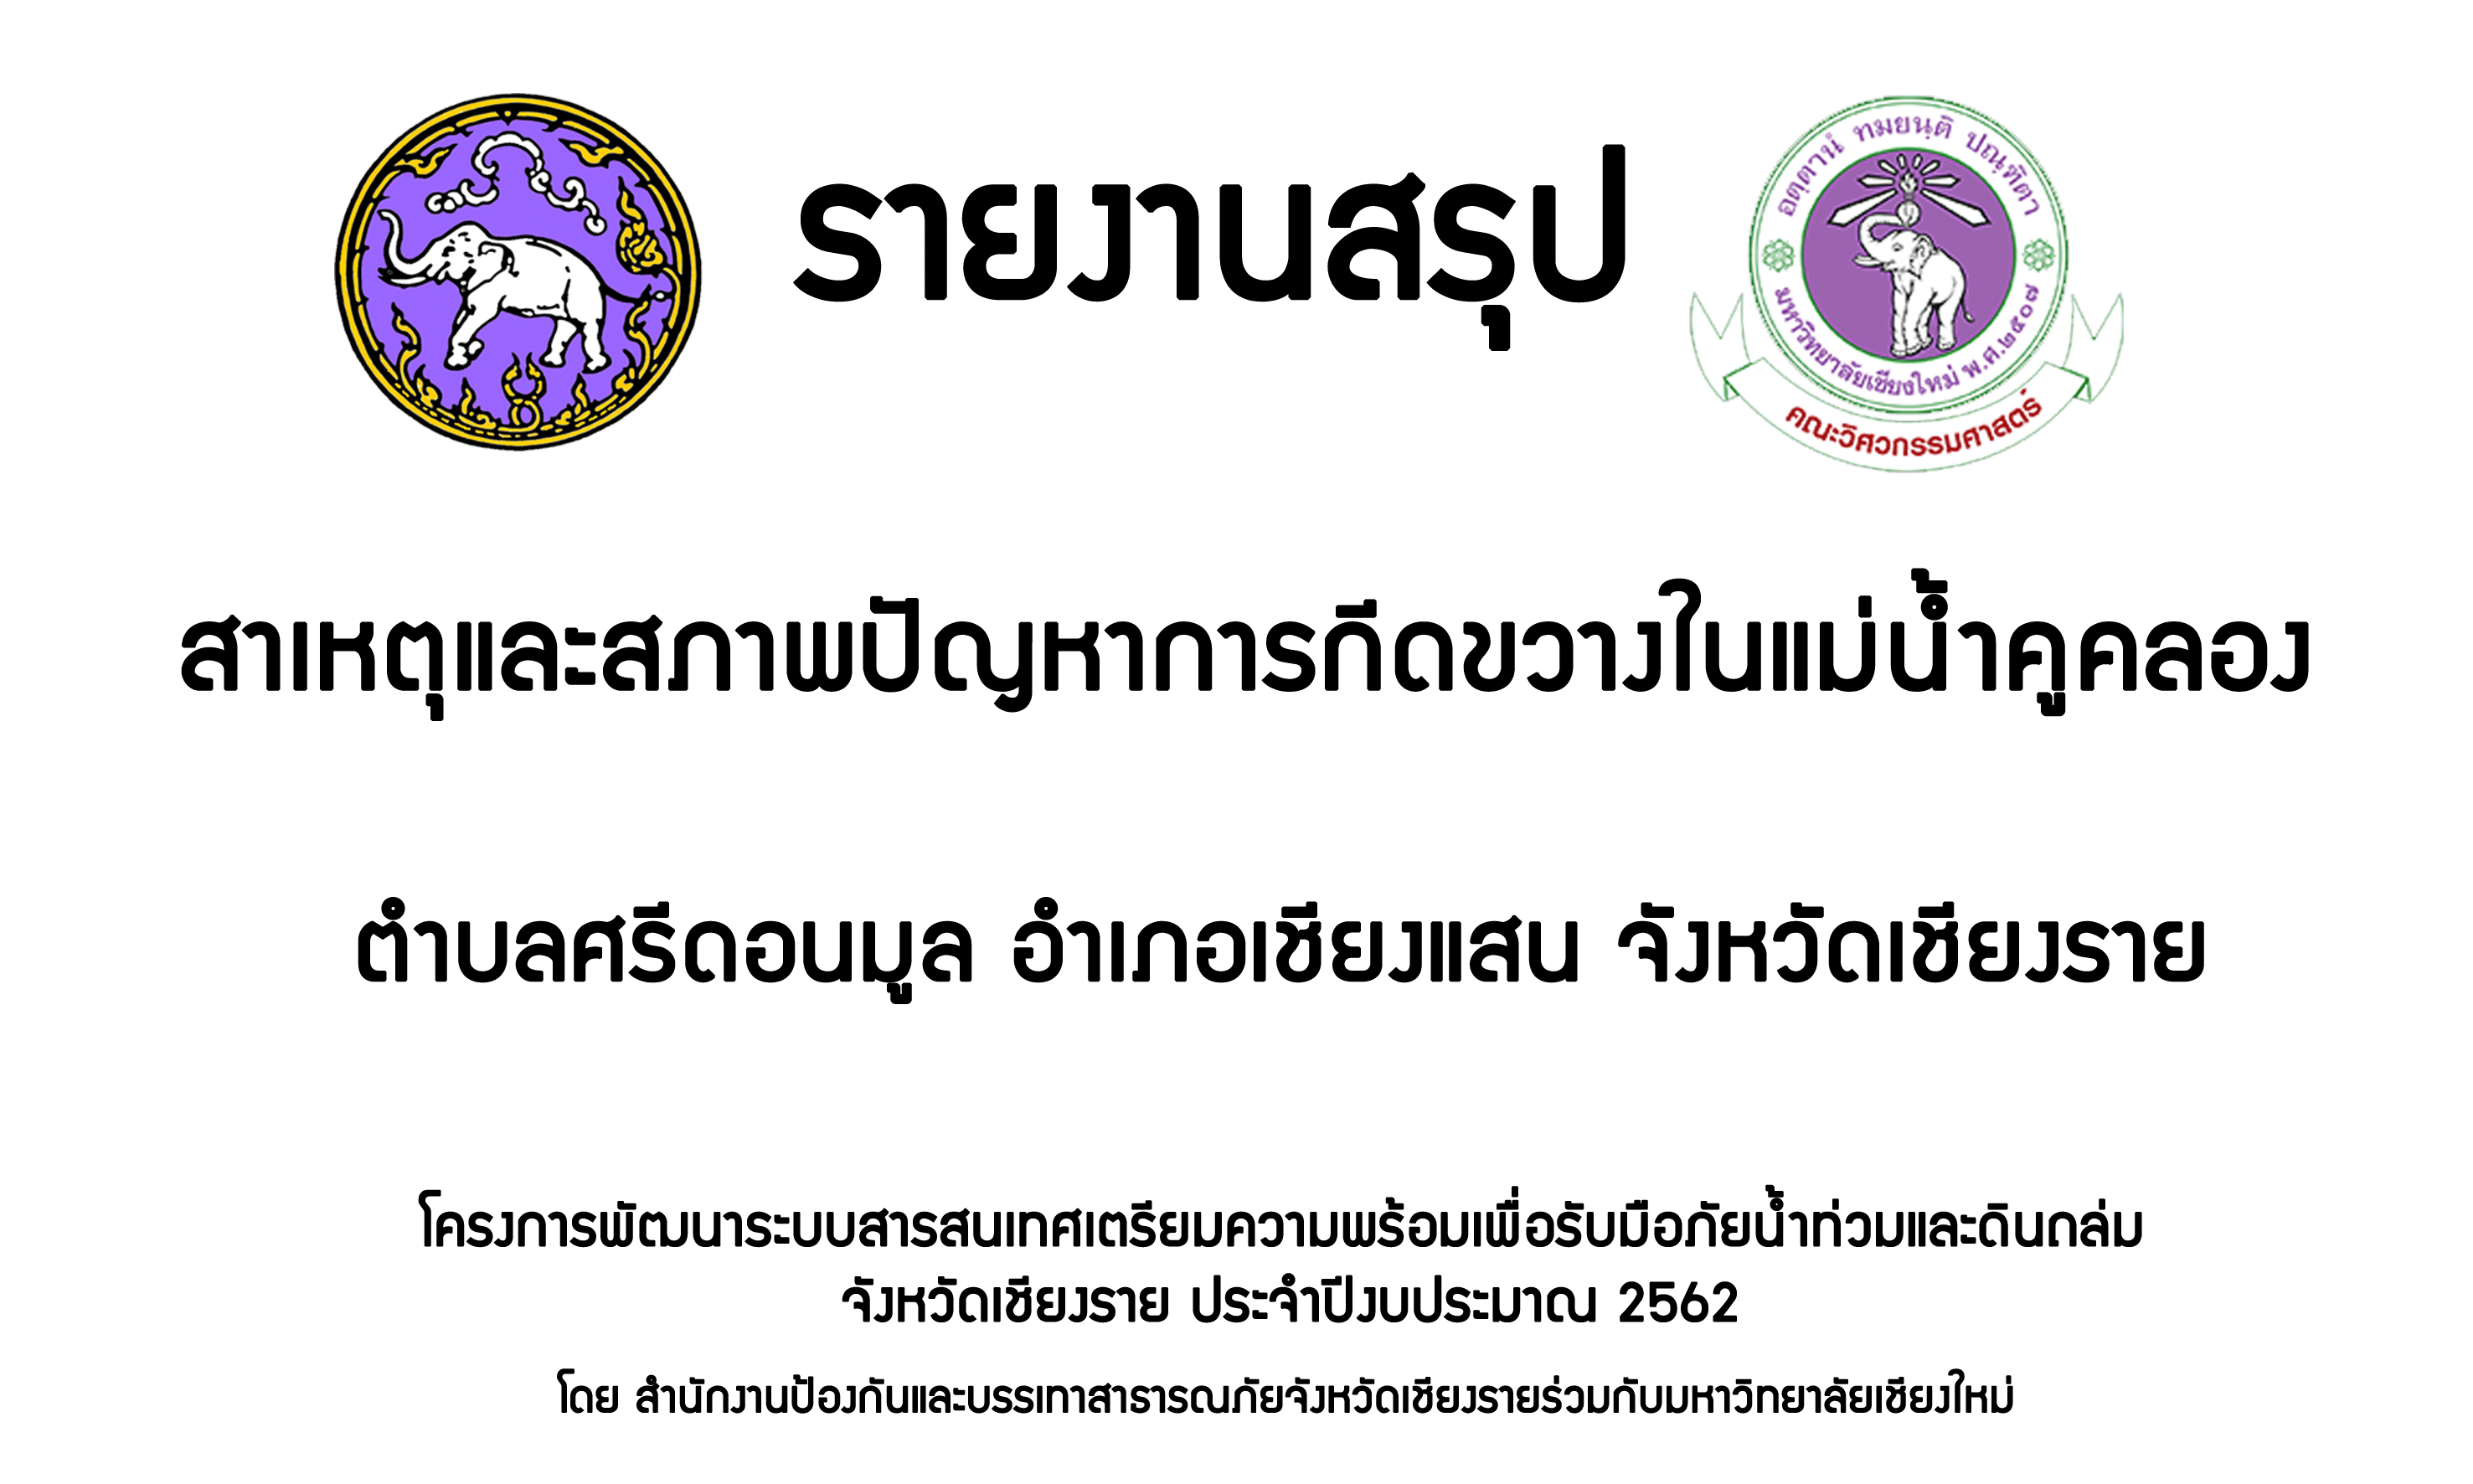 รายงานสรุป
อตฺตานํ ทมยนฺติ ปณฺฑิตา
มหาวิทยาลัยเชียงใหม่ พ.ศ.๒๕๐๗
คณะวิศวกรรมศาสตร์
สาเหตุและสภาพปัญหาการกีดขวางในแม่น้ำคูคลอง
ตำบลศรีดอนมูล อำเภอเชียงแสน จังหวัดเชียงราย
โครงการพัฒนาระบบสารสนเทศเตรียมความพร้อมเพื่อรับมือภัยน้ำท่วมและดินถล่ม
จังหวัดเชียงราย ประจำปีงบประมาณ 2562
โดย สำนักงานป้องกันและบรรเทาสาธารณภัยจังหวัดเชียงรายร่วมกับมหาวิทยาลัยเชียงใหม่